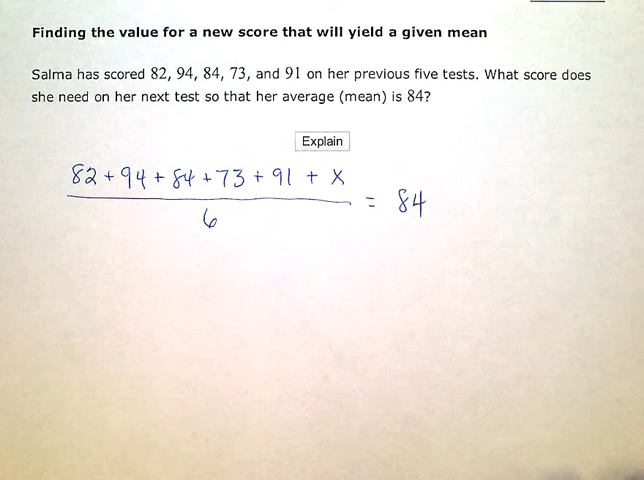 Finding the value for a new score that will yield a given mean
Salma has scored 82, 94, 84, 73, and 91 on her previous five tests. What score does
she need on her next test so that her average (mean) is 84?
Explain
82 + 94 + 84 + 73 + 91 + x
= 84
6